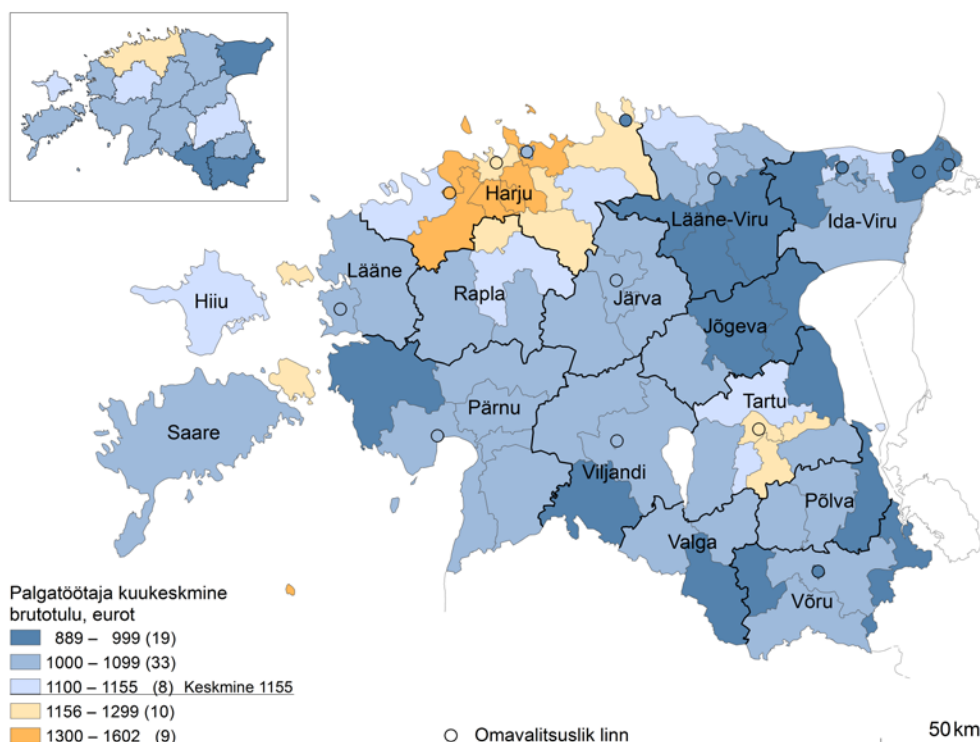 Harju
Lääne-Viru
Ida-Viru
Lääne
Hiiu
Rapla
Järva
Jõgeva
Tartu
Saare
Pärnu
Viljandi
Põlva
Valga
Võru
Palgatöötaja kuukeskmine
brutotulu, eurot
889 – 999 (19)
1000 – 1099 (33)
1100 – 1155 (8) Keskmine 1155
1156 – 1299 (10)
1300 – 1602 (9)
Omavalitsuslik linn
50 km